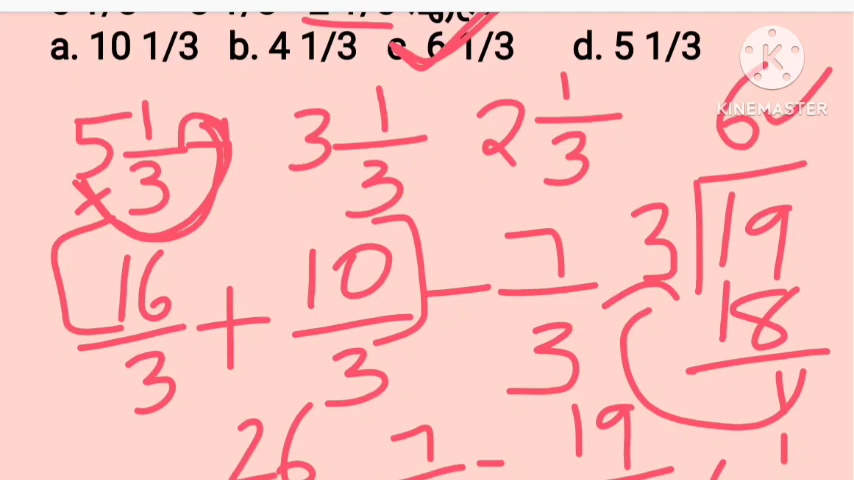 a. 10 1/3 b. 4 1/3 c. 6 1/3 d. 5 1/3
KINEMASTER
5 1/3 3 1/3 2 1/3 6
3 19
16/3 + 10/3 - 7/3 18
1
26 7 - 19 1